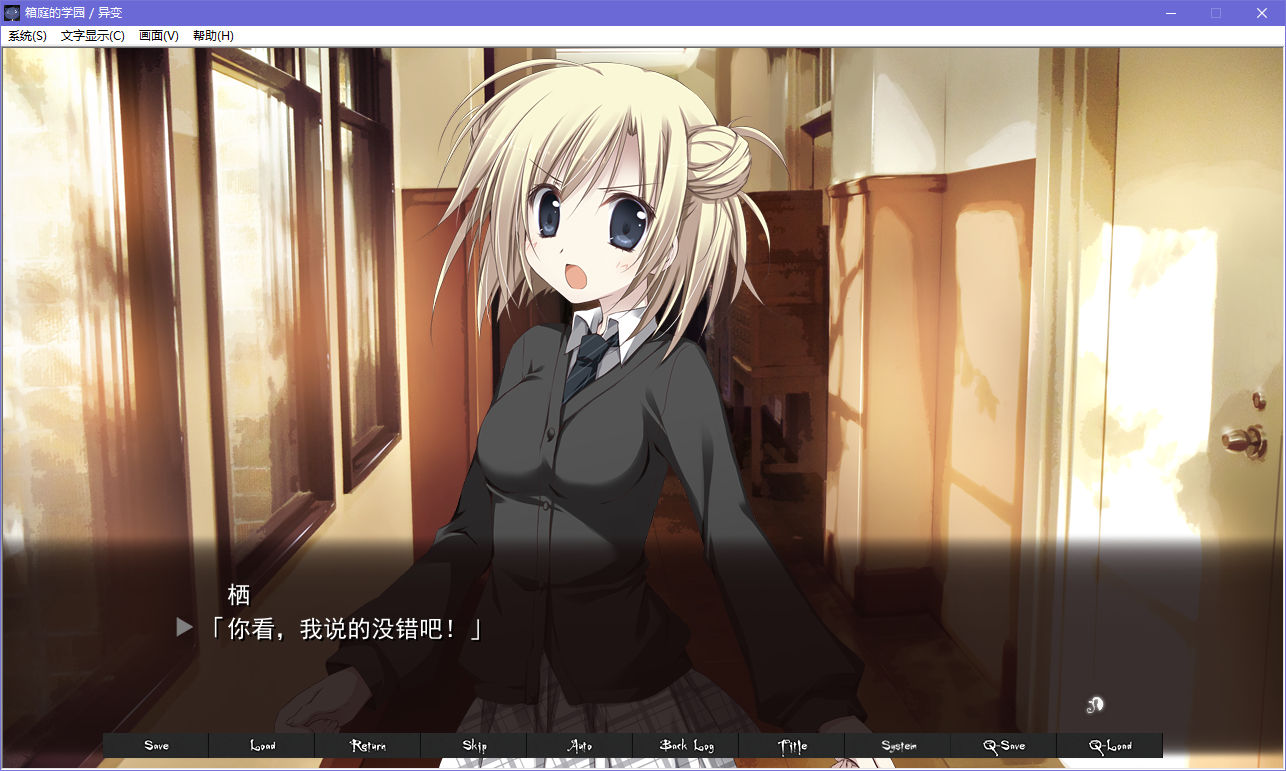 箱庭的学园 / 异变
系统(S) 文字显示(C) 画面(V) 帮助(H)
栖
「你看，我说的没错吧！」
Save Load Return Skip Auto Back Log Title System Q-Save Q-Load